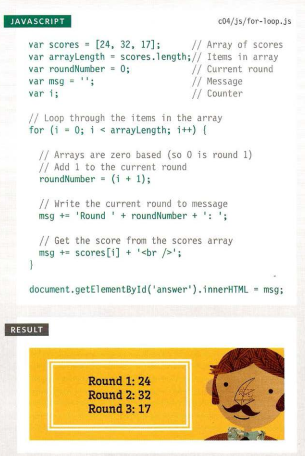 JAVASCRIPT
c04/js/for-loop.js
var scores = [24, 32, 17]; // Array of scores
var arrayLength = scores.length; // Items in array
var roundNumber = 0; // Current round
var msg = ''; // Message
var i; // Counter
// Loop through the items in the array
for (i = 0; i < arrayLength; i++) {
// Arrays are zero based (so 0 is round 1)
// Add 1 to the current round
roundNumber = (i + 1);
// Write the current round to message
msg += 'Round ' + roundNumber + ': ';
// Get the score from the scores array
msg += scores[i] + '<br />';
}
document.getElementById('answer').innerHTML = msg;
RESULT
Round 1: 24
Round 2: 32
Round 3: 17